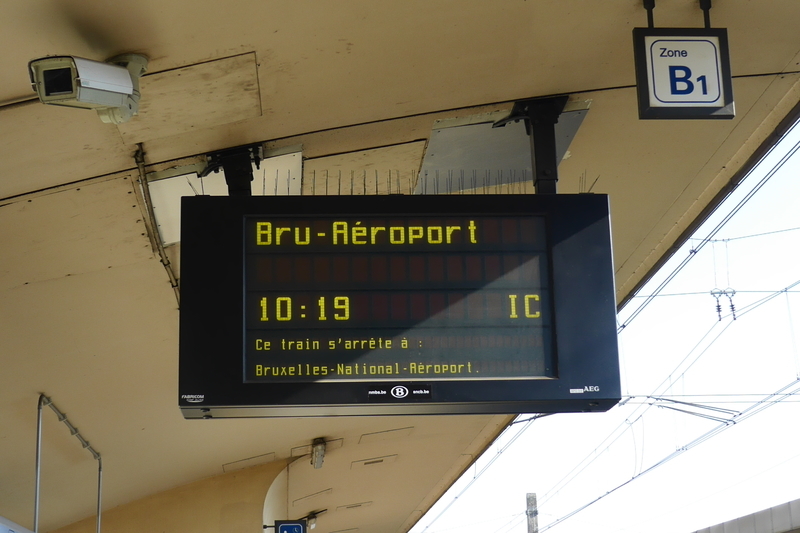 Zone
B1
Bru-Aéroport
10:19 IC
Ce train s'arrête à :
Bruxelles-National-Aéroport.
FABRICOM
nmbs.be B sncb.be
AEG